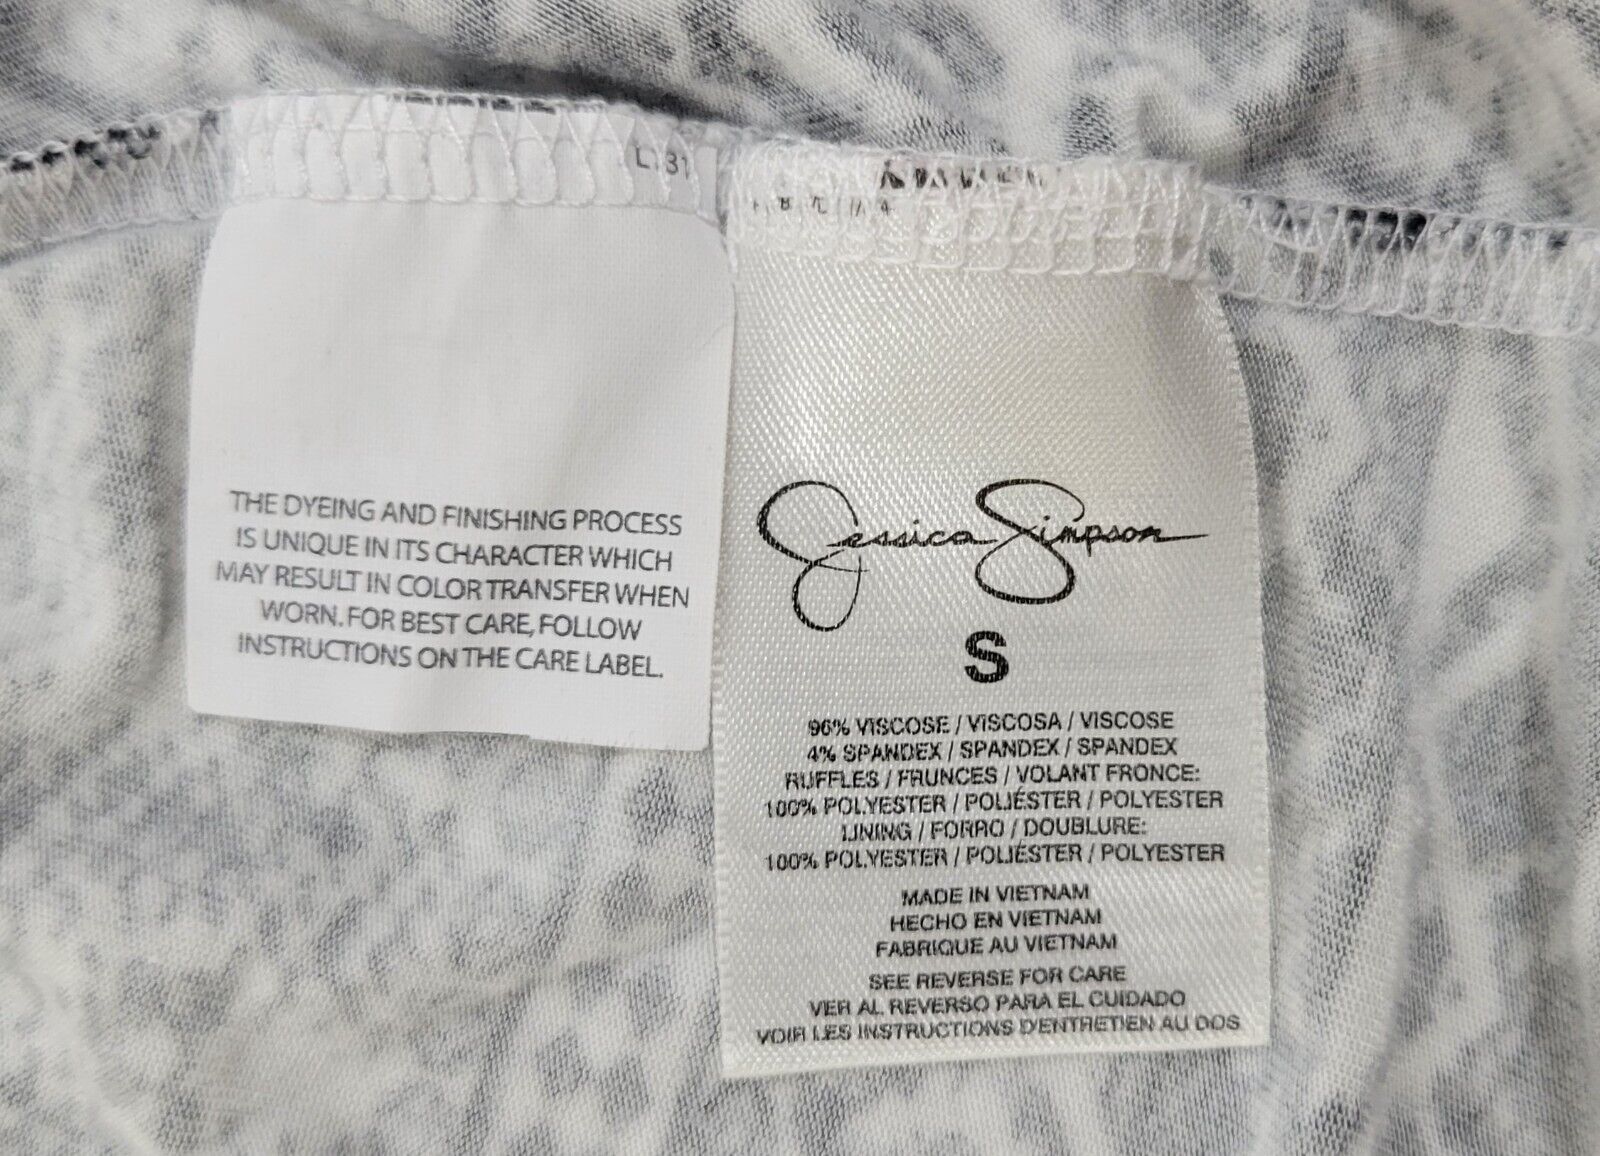 THE DYEING AND FINISHING PROCESS
IS UNIQUE IN ITS CHARACTER WHICH
MAY RESULT IN COLOR TRANSFER WHEN
WORN. FOR BEST CARE, FOLLOW
INSTRUCTIONS ON THE CARE LABEL.
Jessica Simpson
S
96% VISCOSE / VISCOSA / VISCOSE
4% SPANDEX / SPANDEX / SPANDEX
RUFFLES / FRUNCES / VOLANT FRONCE:
100% POLYESTER / POLIÉSTER / POLYESTER
LINING / FORRO / DOUBLURE:
100% POLYESTER / POLIÉSTER / POLYESTER
MADE IN VIETNAM
HECHO EN VIETNAM
FABRIQUE AU VIETNAM
SEE REVERSE FOR CARE
VER AL REVERSO PARA EL CUIDADO
VOIR LES INSTRUCTIONS D'ENTRETIEN AU DOS